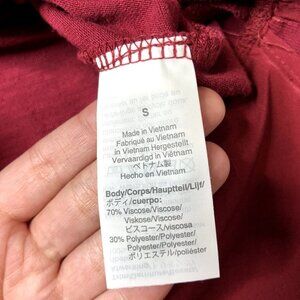 S
Made in Vietnam
Fabriqué au Vietnam
in Vietnam Hergestellt
Vervaardigd in Viëtnam
ベトナム製
Hecho en Vietnam
Body/Corps/Hauptteil/Lijf/
ボディ/cuerpo:
70% Viscose/Viscose/
Viskose/Viscose/
ビスコース/viscosa
30% Polyester/Polyester/
Polyester/Polyester/
ポリエステル/poliéster